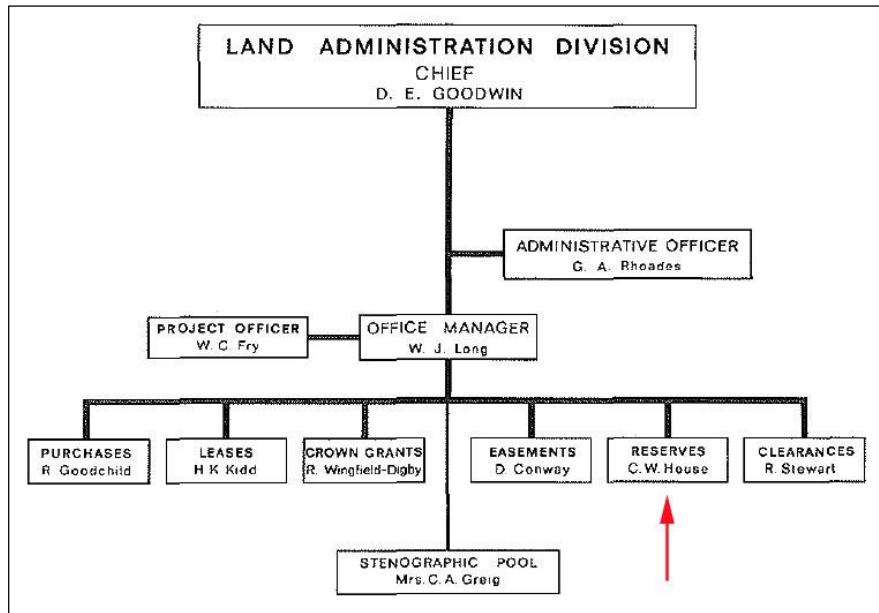 LAND ADMINISTRATION DIVISION
CHIEF
D. E. GOODWIN
ADMINISTRATIVE OFFICER
G. A. Rhoades
PROJECT OFFICER
W. C. Fry
OFFICE MANAGER
W. J. Long
PURCHASES
R. Goodchild
LEASES
H. K. Kidd
CROWN GRANTS
R. Wingfield-Digby
EASEMENTS
D. Conway
RESERVES
C. W. House
CLEARANCES
R. Stewart
STENOGRAPHIC POOL
Mrs. C. A. Greig